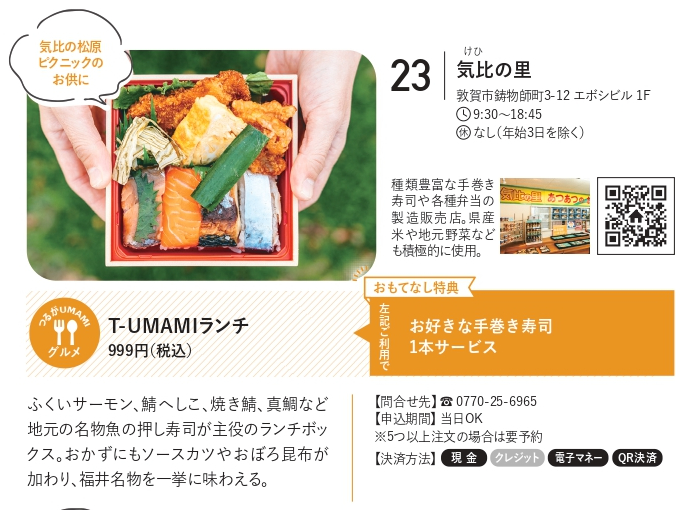 気比の松原
ピクニックの
お供に
23
けひ
気比の里
敦賀市鋳物師町3-12 エボシビル 1F
9:30〜18:45
休 なし（年始3日を除く）
種類豊富な手巻き
寿司や各種弁当の
製造販売店。県産
米や地元野菜など
も積極的に使用。
気比の里 あつあつの
つるがUMAMI
グルメ
T-UMAMIランチ
999円（税込）
おもてなし特典
左記ご利用で
お好きな手巻き寿司
1本サービス
ふくいサーモン、鯖へしこ、焼き鯖、真鯛など
地元の名物魚の押し寿司が主役のランチボッ
クス。おかずにもソースカツやおぼろ昆布が
加わり、福井名物を一挙に味わえる。
【問合せ先】☎ 0770-25-6965
【申込期間】当日OK
※5つ以上注文の場合は要予約
【決済方法】 現金 クレジット 電子マネー QR決済